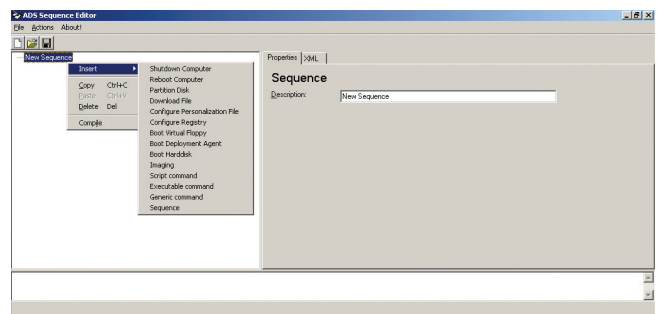 ADS Sequence Editor
File Actions About!
New Sequence
Insert
Copy Ctrl+C
Paste Ctrl+V
Delete Del
Compile
Shutdown Computer
Reboot Computer
Partition Disk
Download File
Configure Personalization File
Configure Registry
Boot Virtual Floppy
Boot Deployment Agent
Boot Harddisk
Imaging
Script command
Executable command
Generic command
Sequence
Properties XML
Sequence
Description: New Sequence